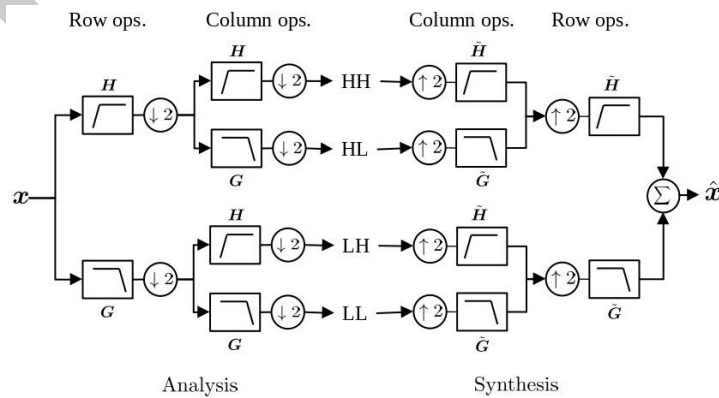 Row ops. Column ops. Column ops. Row ops.
H H H̃ H̃
↓ 2 ↓ 2 HH ↑ 2 ↑ 2
G ↓ 2 HL ↑ 2 G̃
x ∑ x̂
H H̃
↓ 2 ↓ 2 LH ↑ 2 ↑ 2
G G̃
↓ 2 LL ↑ 2
G G̃
Analysis Synthesis